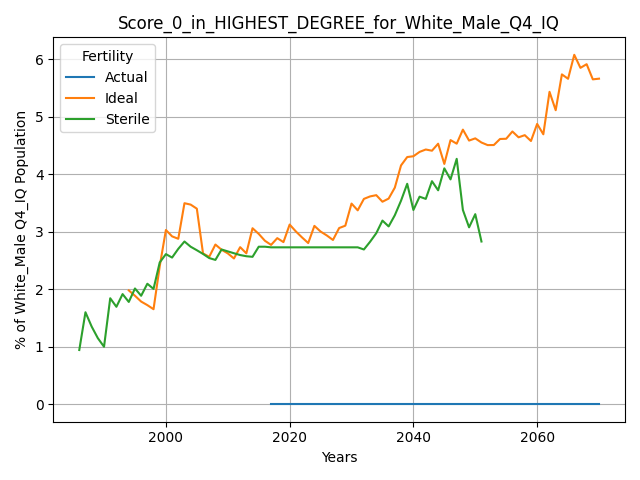 Score_0_in_HIGHEST_DEGREE_for_White_Male_Q4_IQ
Fertility
Actual
Ideal
Sterile
% of White_Male Q4_IQ Population
6
5
4
3
2
1
0
2000
2020
2040
2060
Years